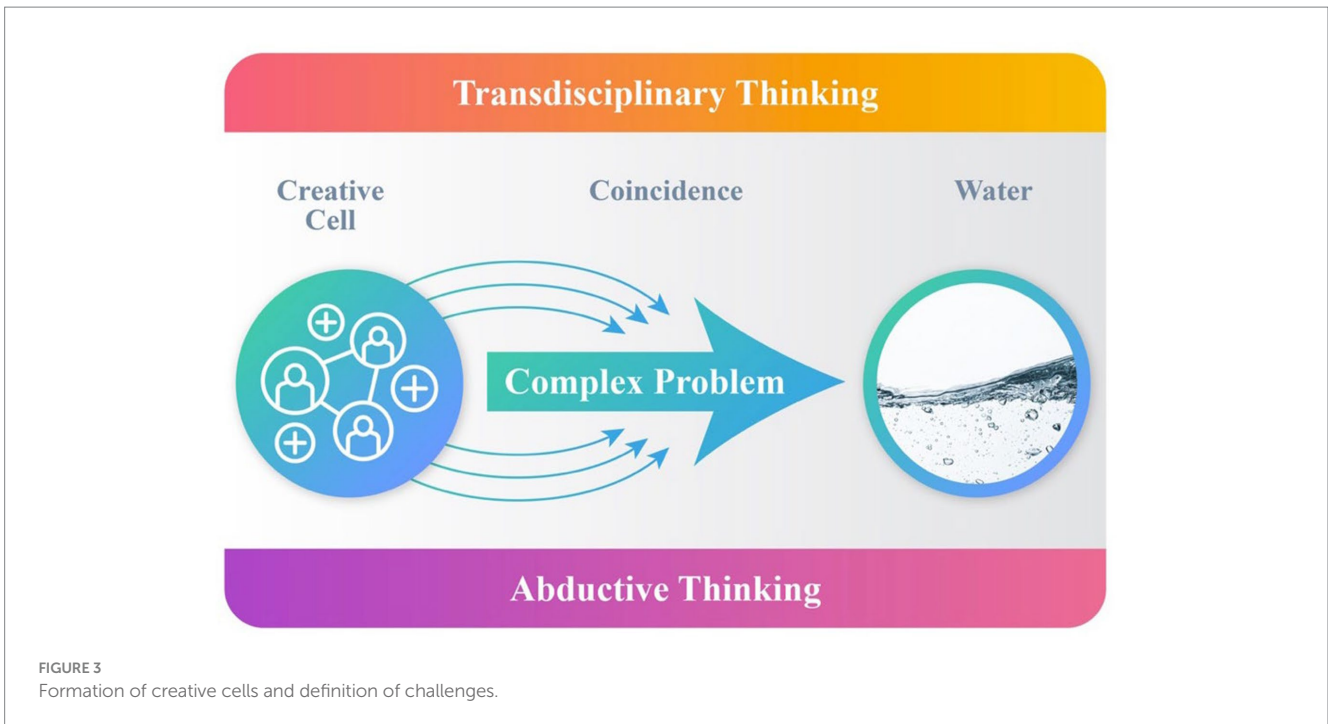 Transdisciplinary Thinking
Creative
Cell
Coincidence
Water
Complex Problem
Abductive Thinking
FIGURE 3
Formation of creative cells and definition of challenges.